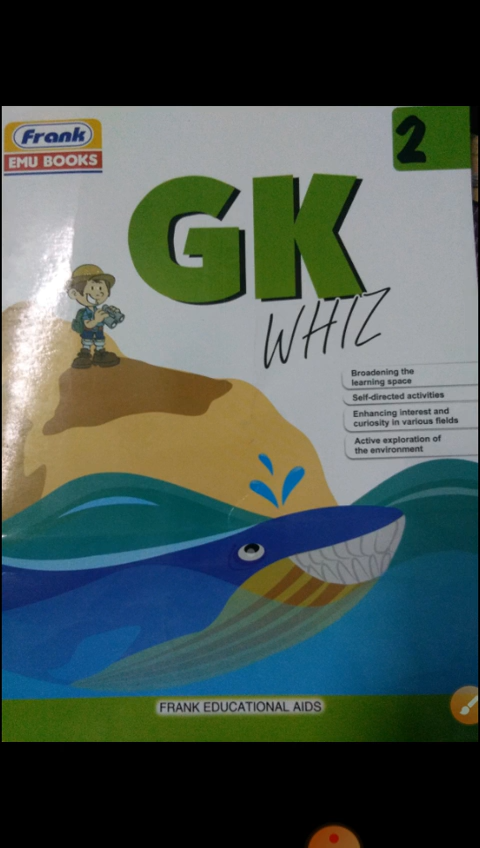 Frank
EMU BOOKS
2
GK
WHIZ
Broadening the
learning space
Self-directed activities
Enhancing interest and
curiosity in various fields
Active exploration of
the environment
FRANK EDUCATIONAL AIDS